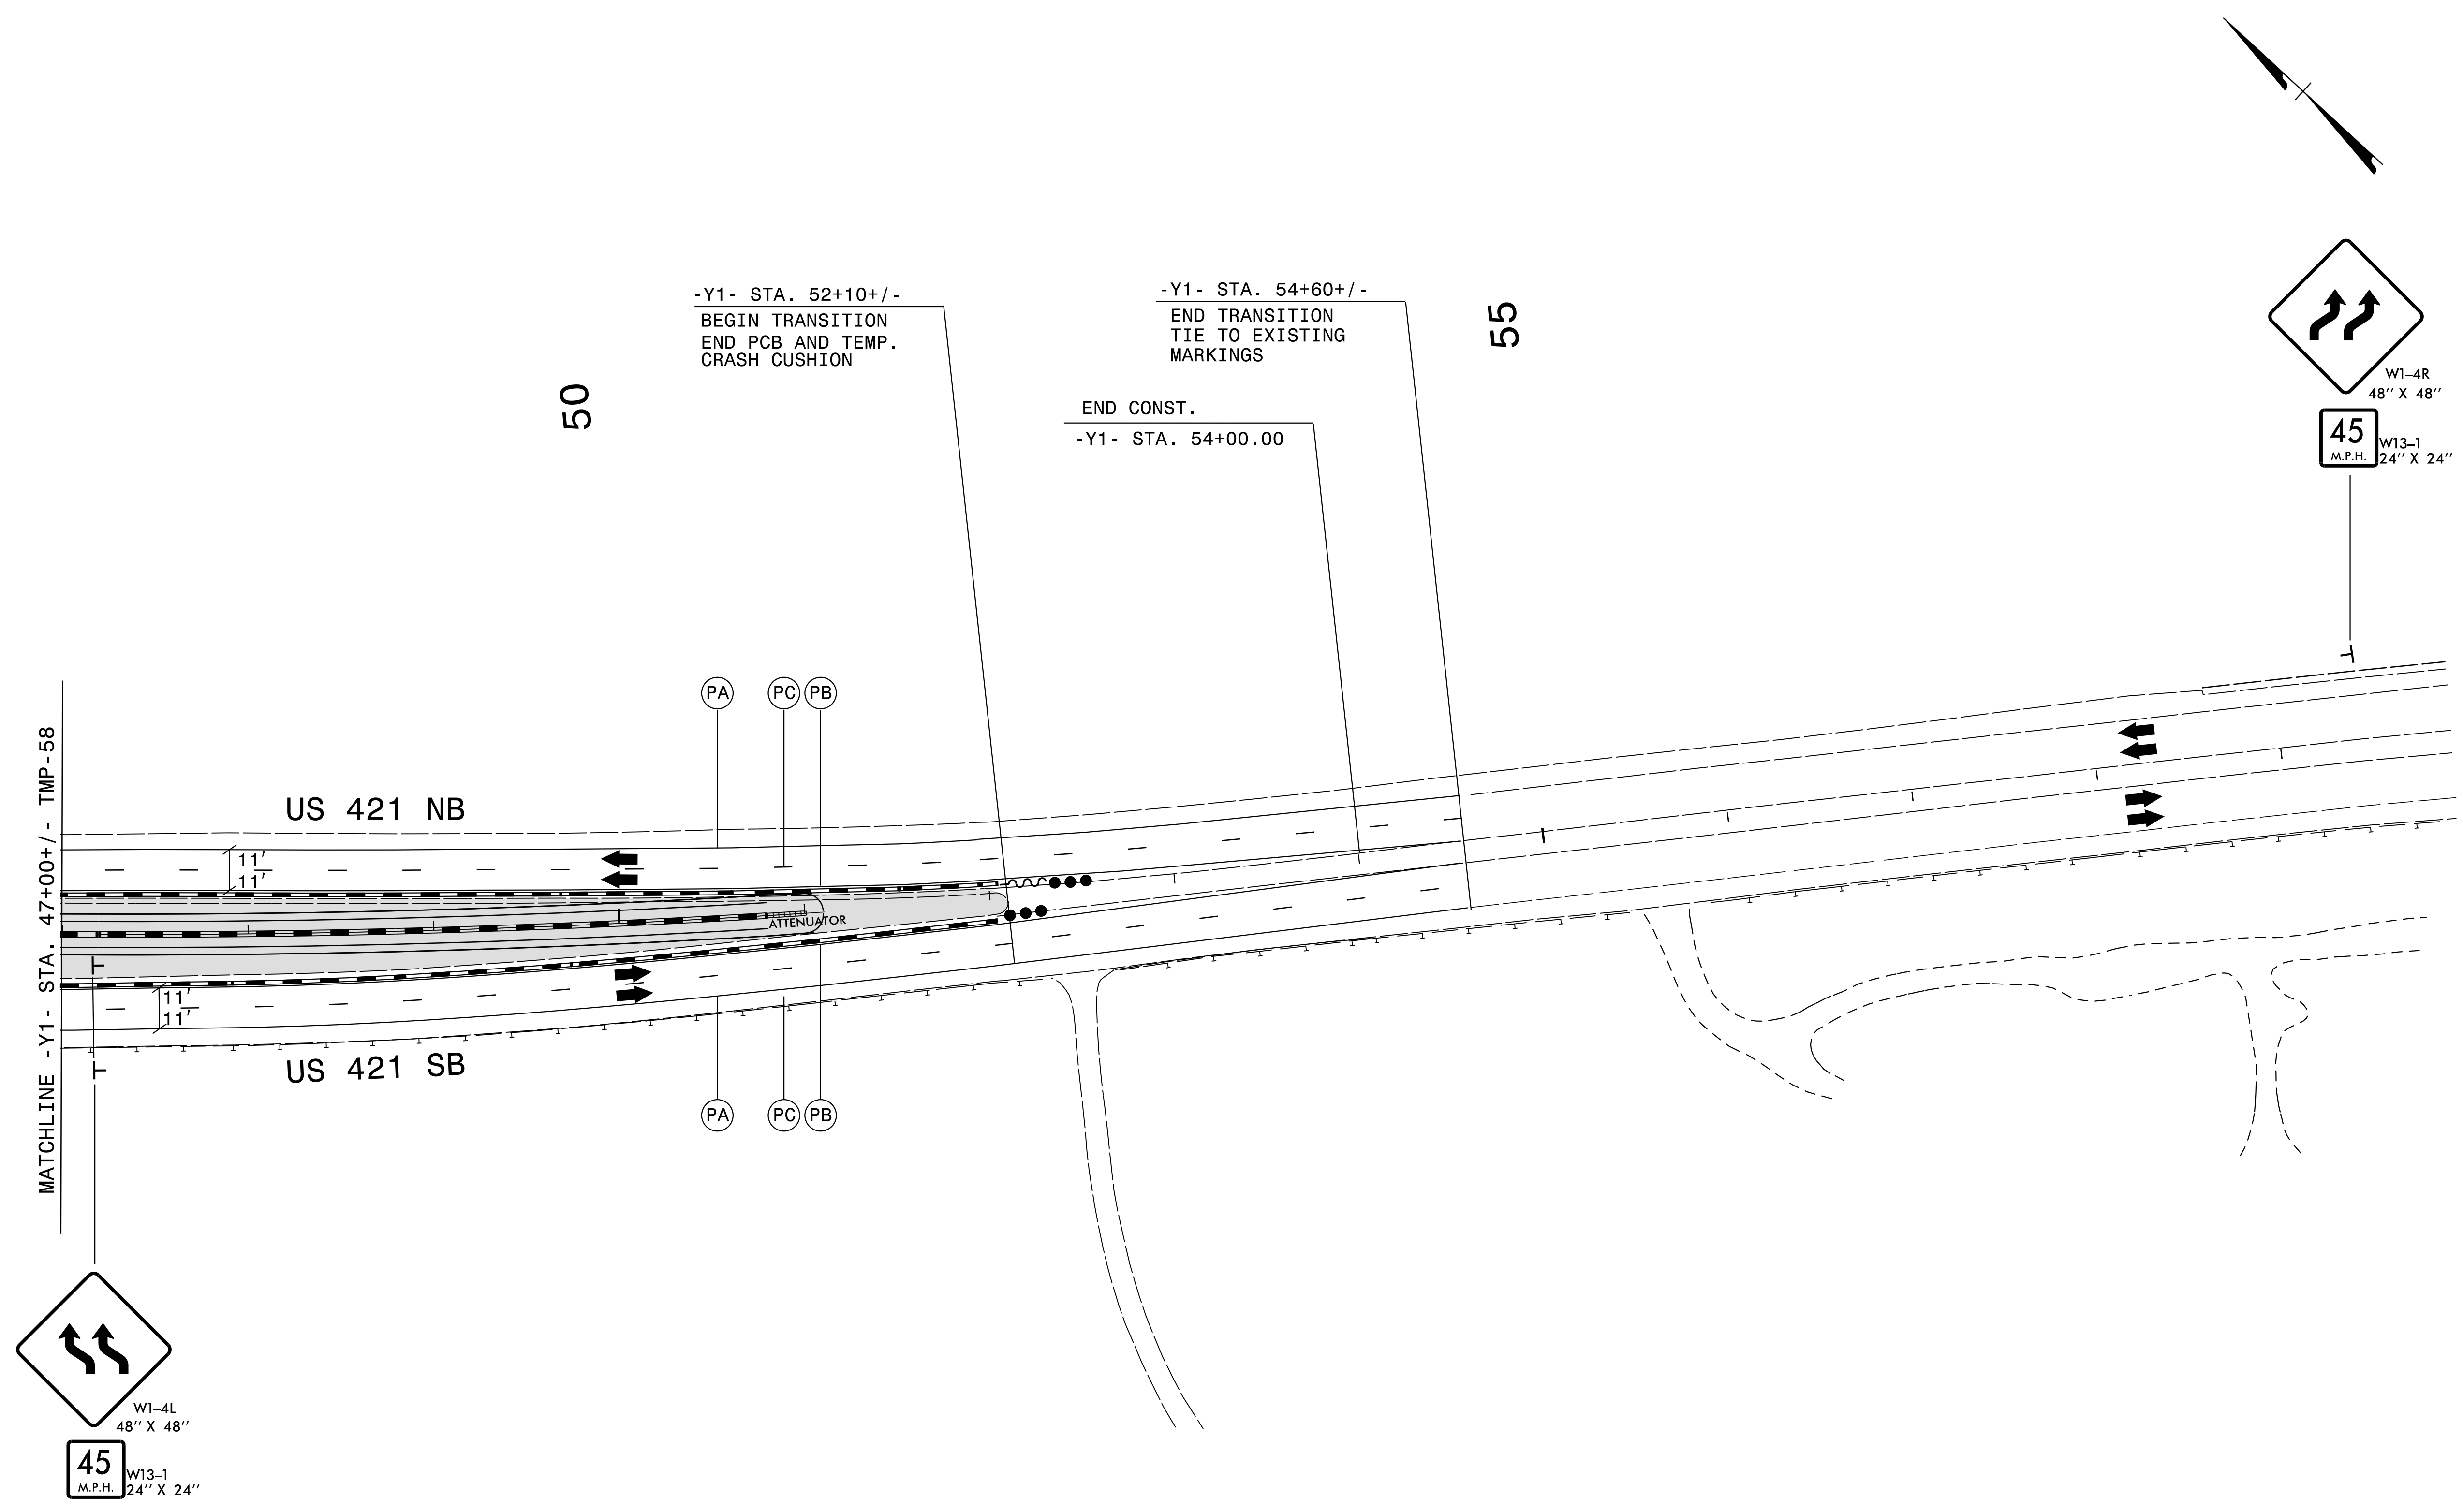 -Y1- STA. 52+10+/-
BEGIN TRANSITION
END PCB AND TEMP.
CRASH CUSHION
-Y1- STA. 54+60+/-
END TRANSITION
TIE TO EXISTING
MARKINGS
50
55
END CONST.
-Y1- STA. 54+00.00
W1-4R
48'' X 48''
45
M.P.H.
W13-1
24'' X 24''
PA
PC
PB
MATCHLINE -Y1- STA. 47+00+/- TMP-58
US 421 NB
11'
11'
ATTENUATOR
11'
11'
US 421 SB
PA
PC
PB
W1-4L
48'' X 48''
45
M.P.H.
W13-1
24'' X 24''